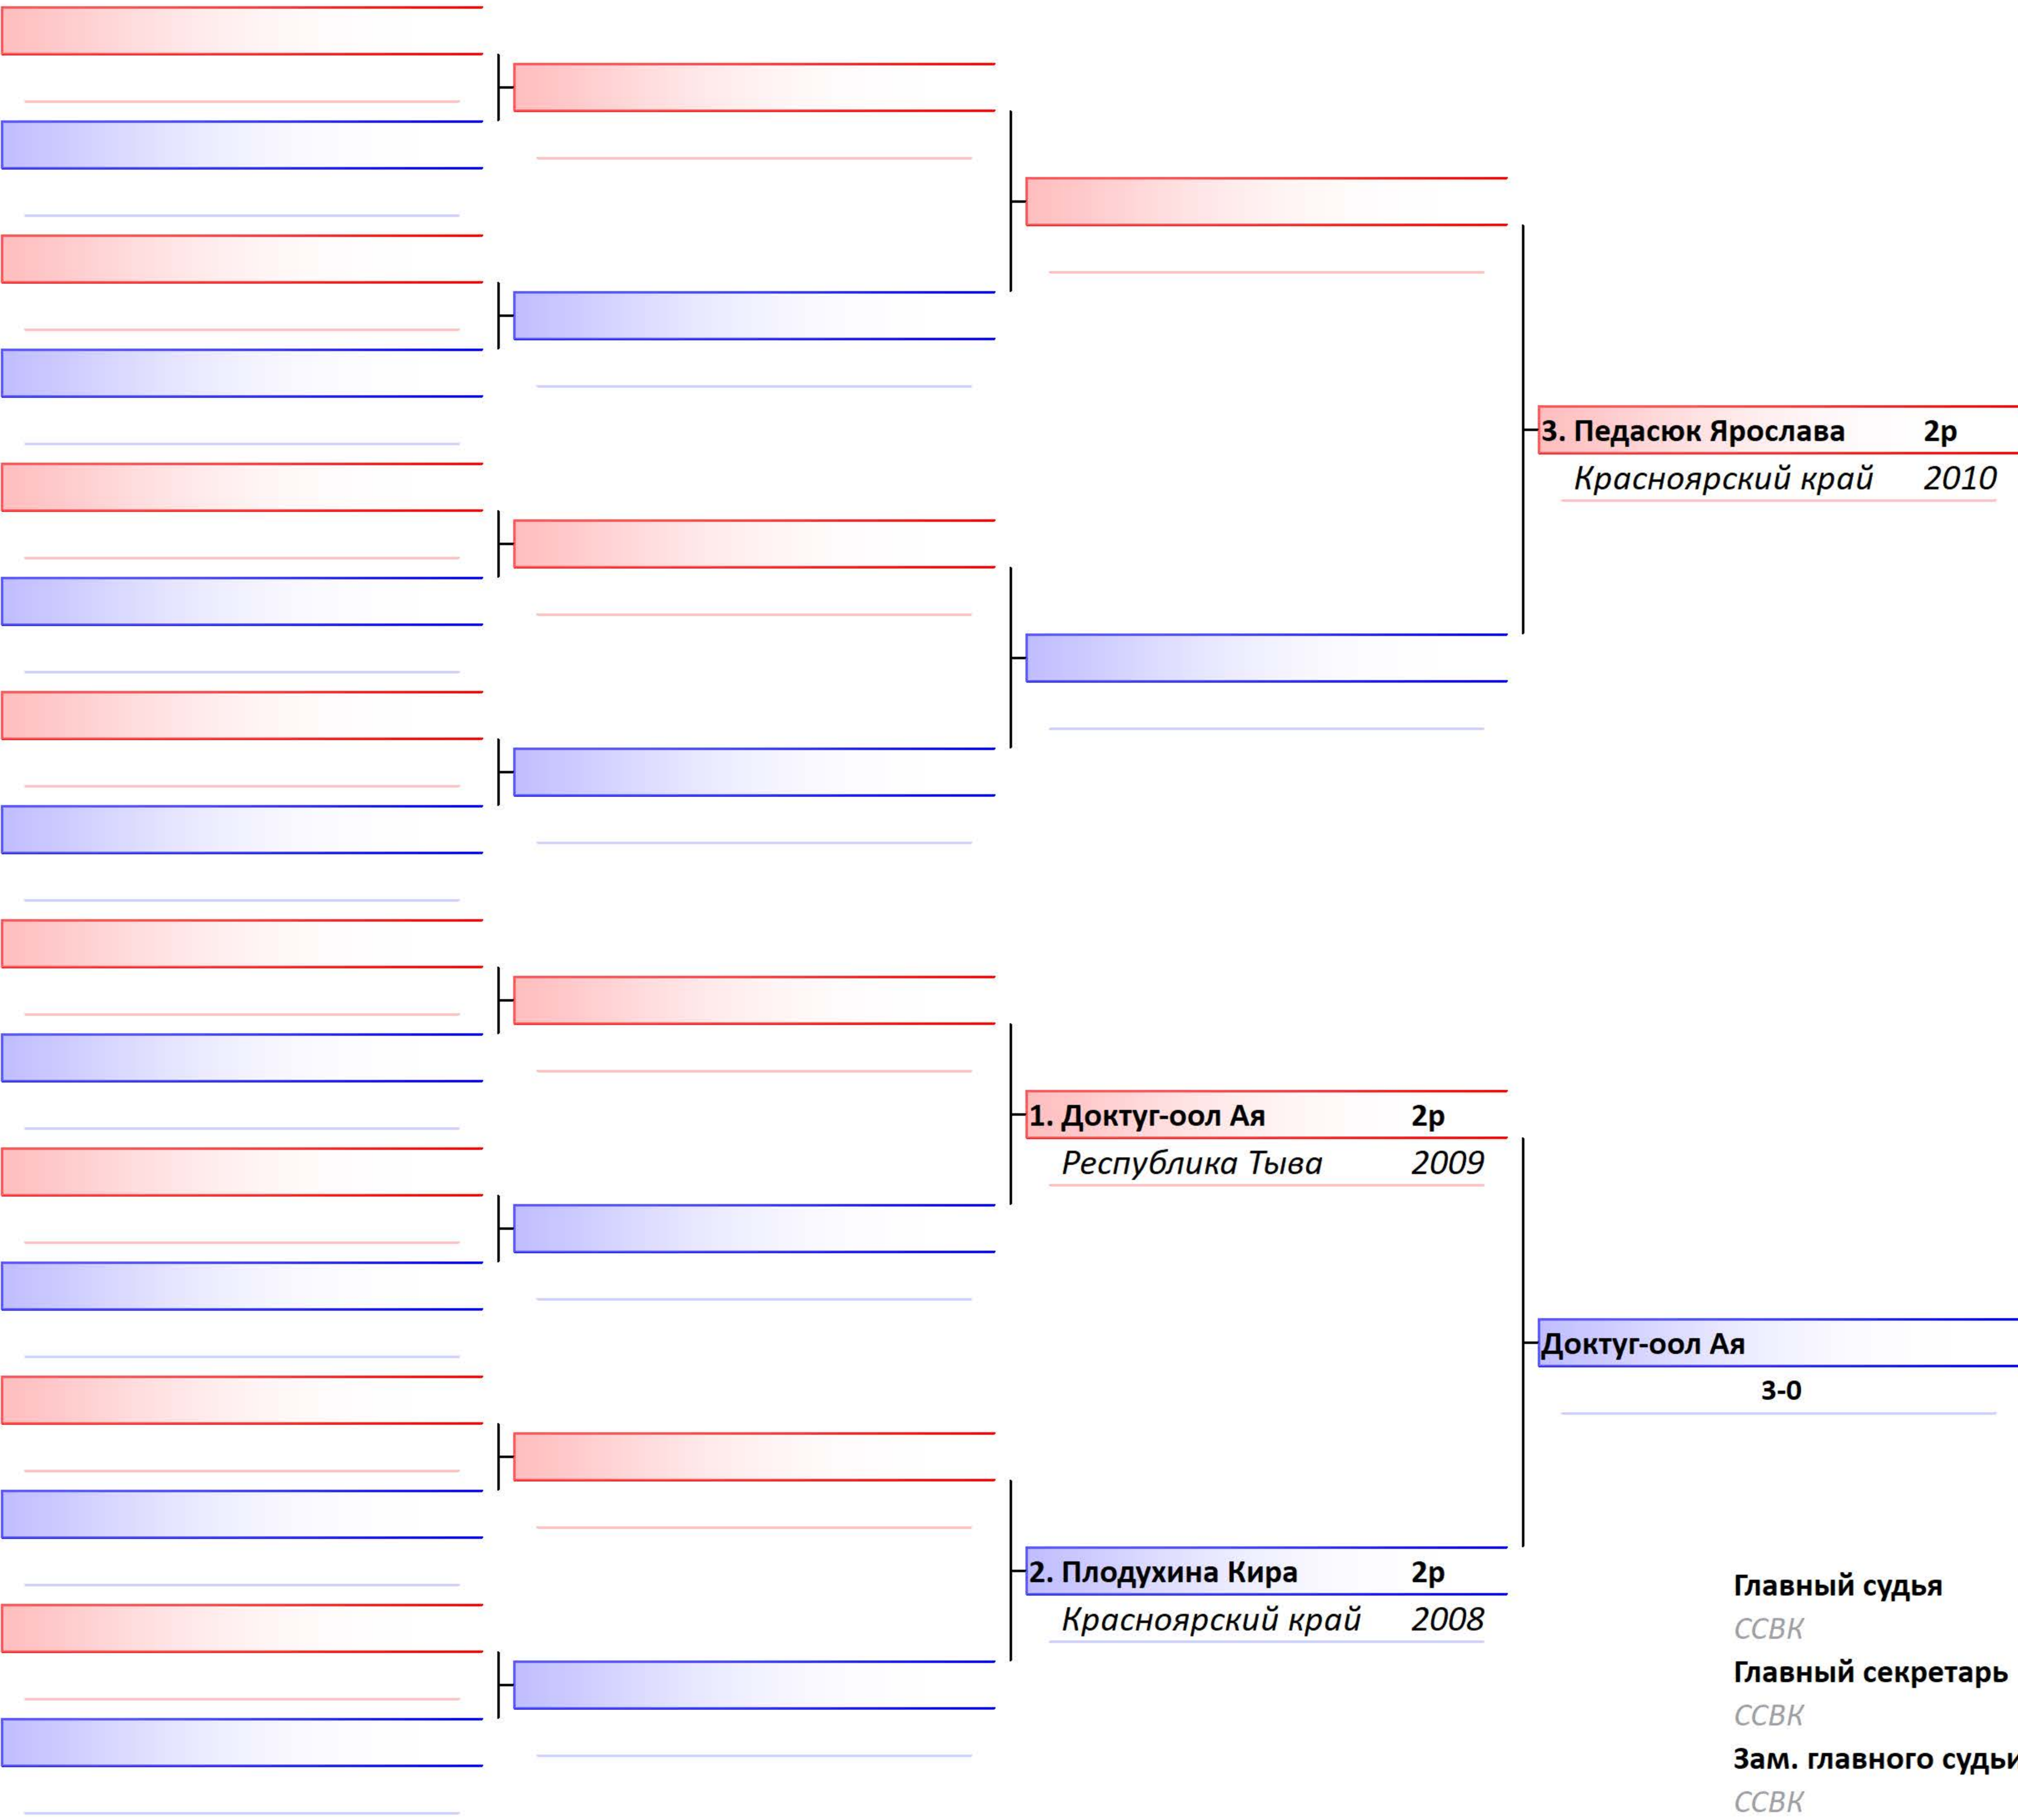 3. Педасюк Ярослава 2р
Красноярский край 2010
1. Доктуг-оол Ая 2р
Республика Тыва 2009
Доктуг-оол Ая
3-0
2. Плодухина Кира 2р
Красноярский край 2008
Главный судья
ССВК
Главный секретарь
ССВК
Зам. главного судьи
ССВК